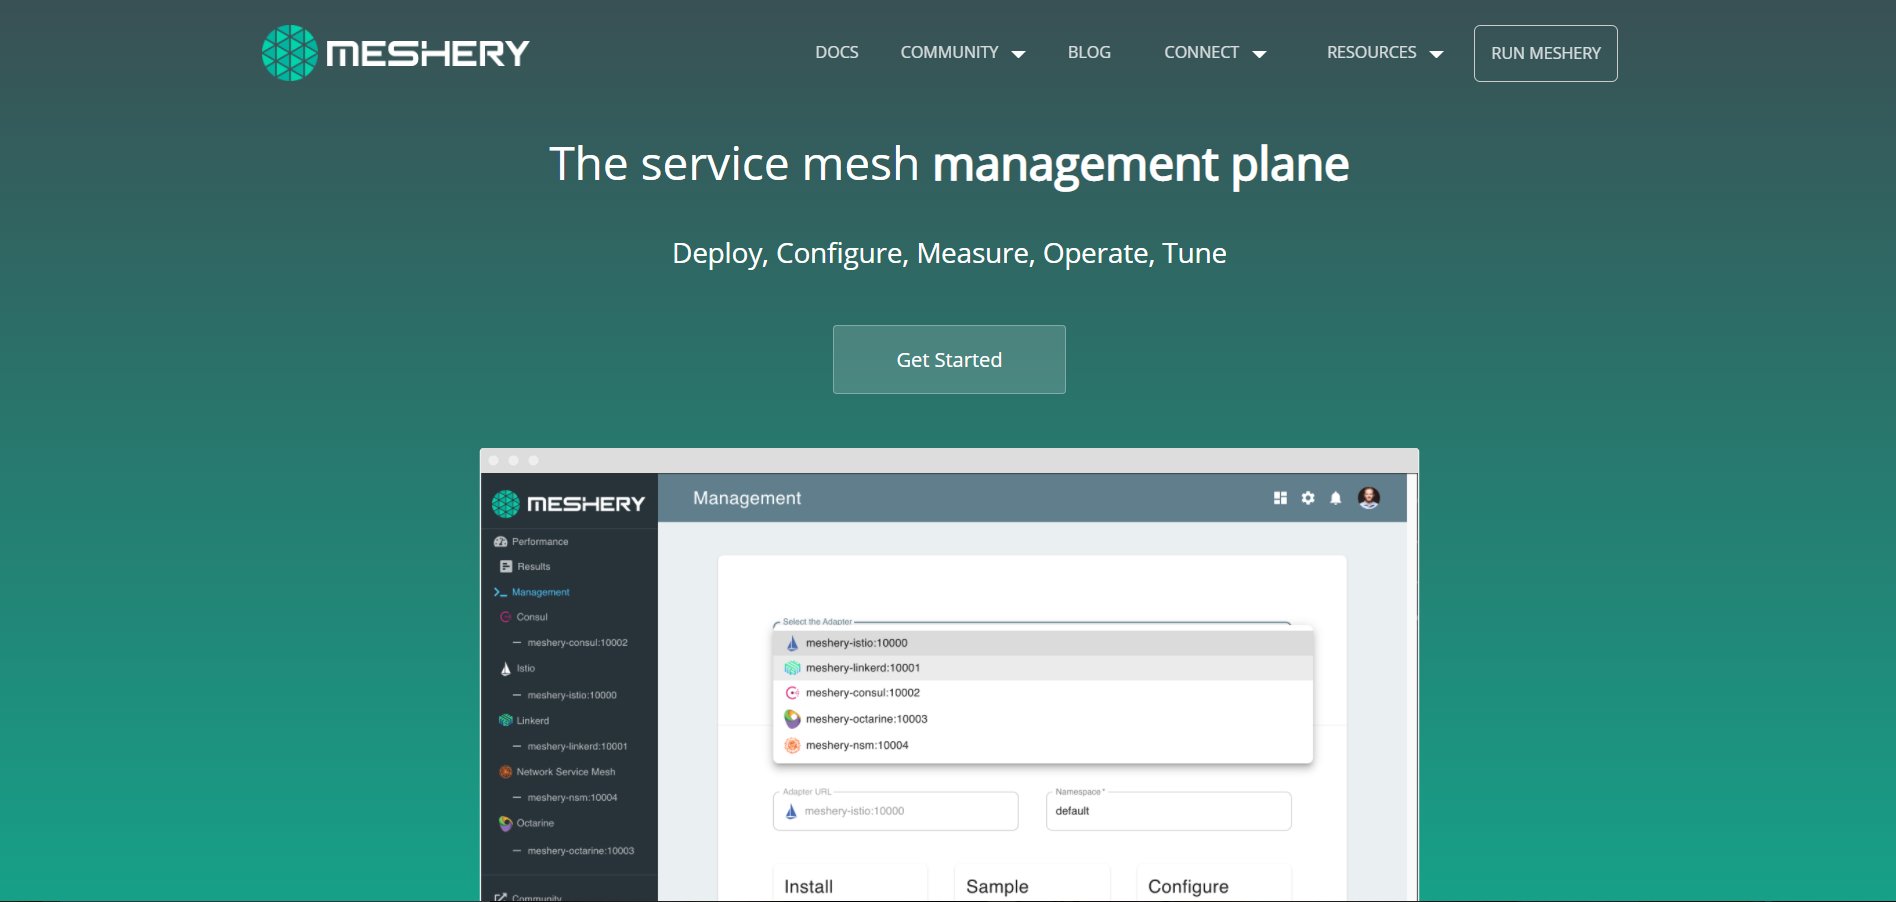 MESHERY
DOCS COMMUNITY BLOG CONNECT RESOURCES RUN MESHERY
The service mesh management plane
Deploy, Configure, Measure, Operate, Tune
Get Started
MESHERY
Management
Performance
Results
Management
Consul
meshery-consul:10002
Istio
meshery-istio:10000
Linkerd
meshery-linkerd:10001
Network Service Mesh
meshery-nsm:10004
Octarine
meshery-octarine:10003
Community
Select the Adapter
meshery-istio:10000
meshery-linkerd:10001
meshery-consul:10002
meshery-octarine:10003
meshery-nsm:10004
Adapter URL
meshery-istio:10000
Namespace *
default
Install
Sample
Configure